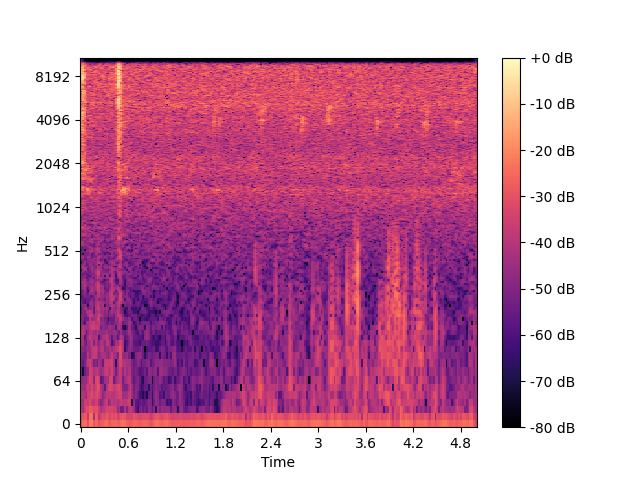 8192
4096
2048
1024
512
256
128
64
0
Hz
0 0.6 1.2 1.8 2.4 3 3.6 4.2 4.8
Time
+0 dB
-10 dB
-20 dB
-30 dB
-40 dB
-50 dB
-60 dB
-70 dB
-80 dB